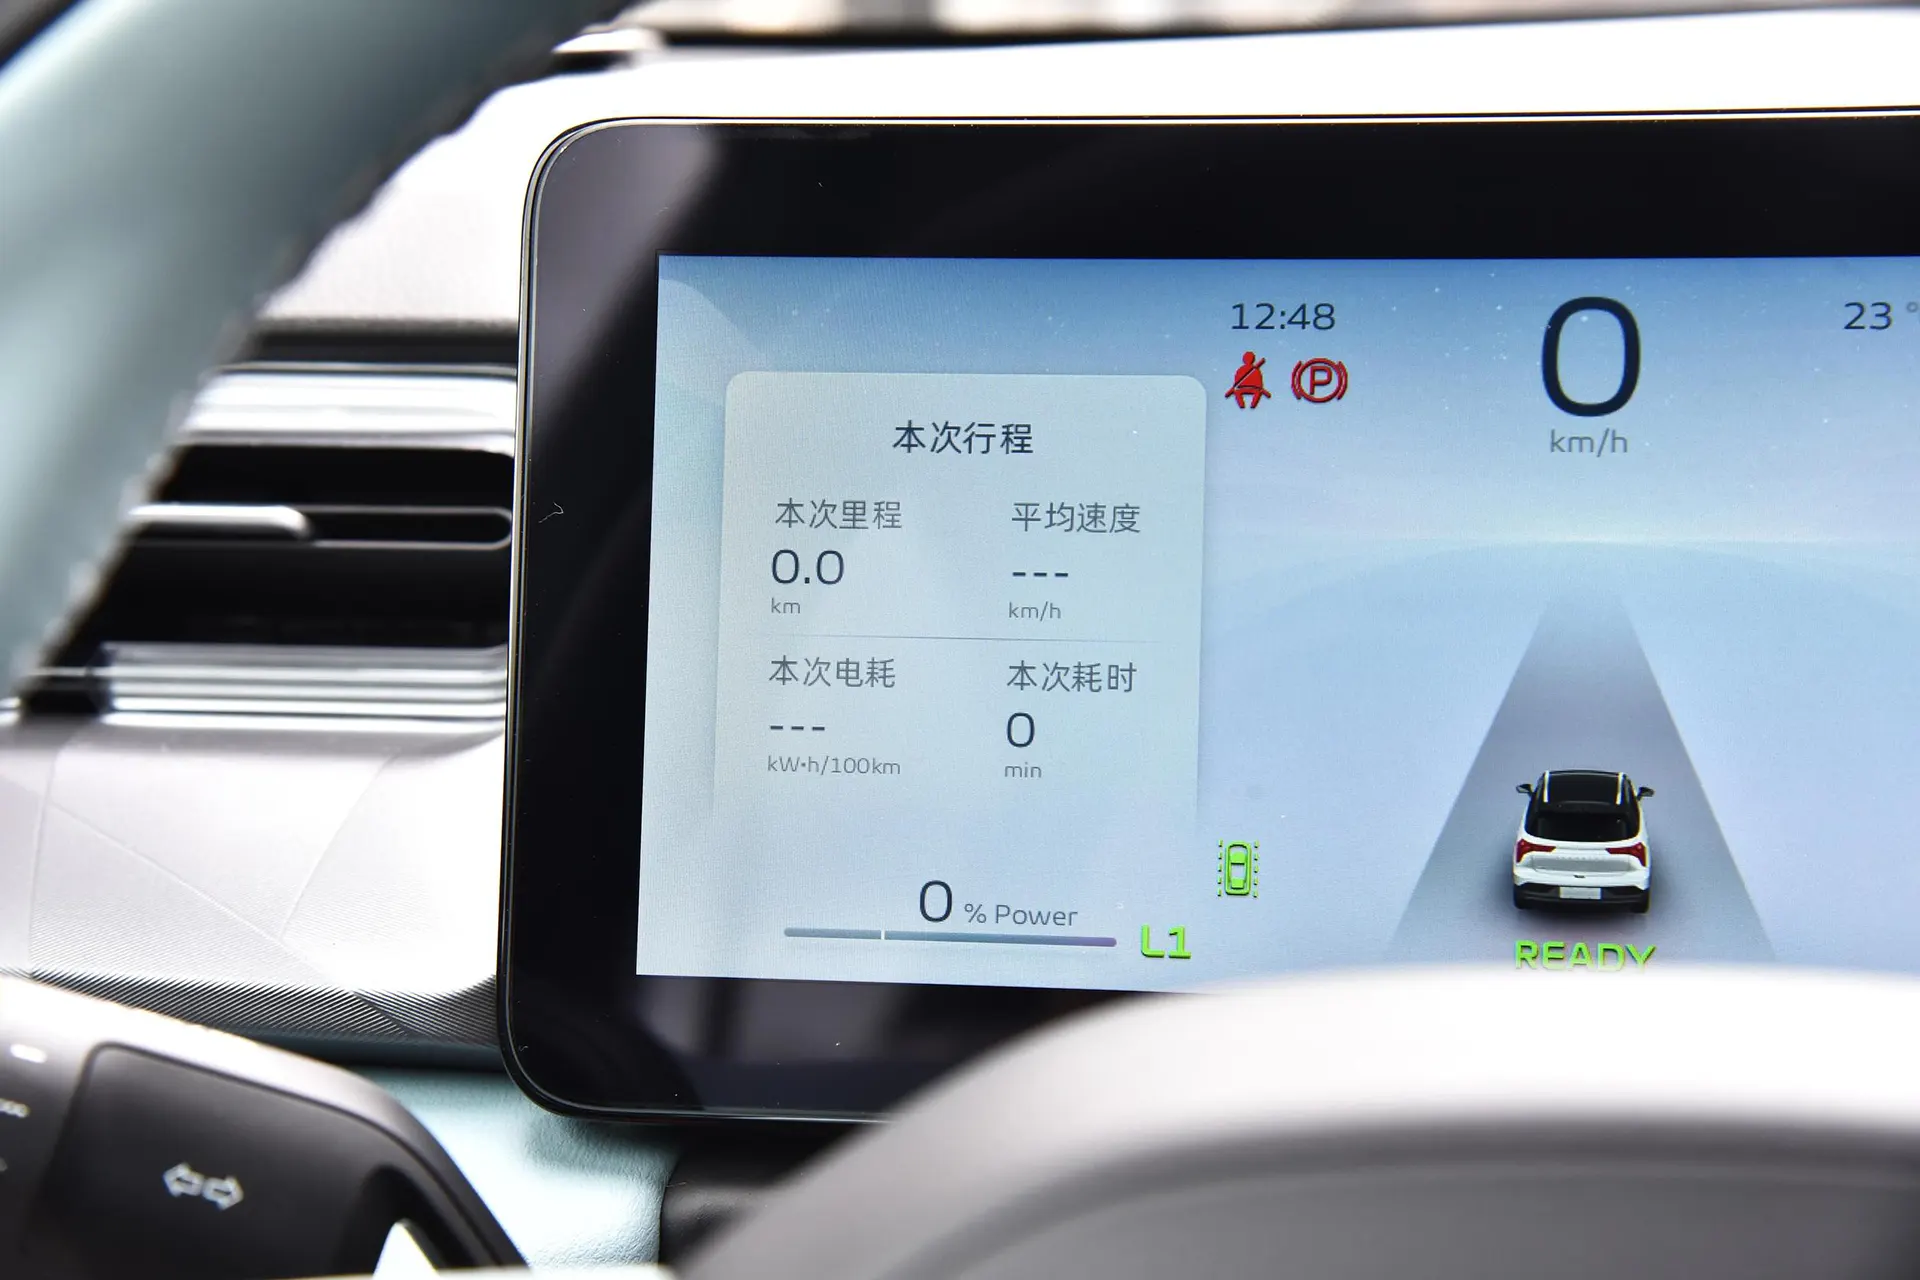 12:48
0
23 °
km/h
本次行程
本次里程
平均速度
0.0
---
km
km/h
本次电耗
本次耗时
---
0
kW·h/100km
min
0 % Power
L1
READY